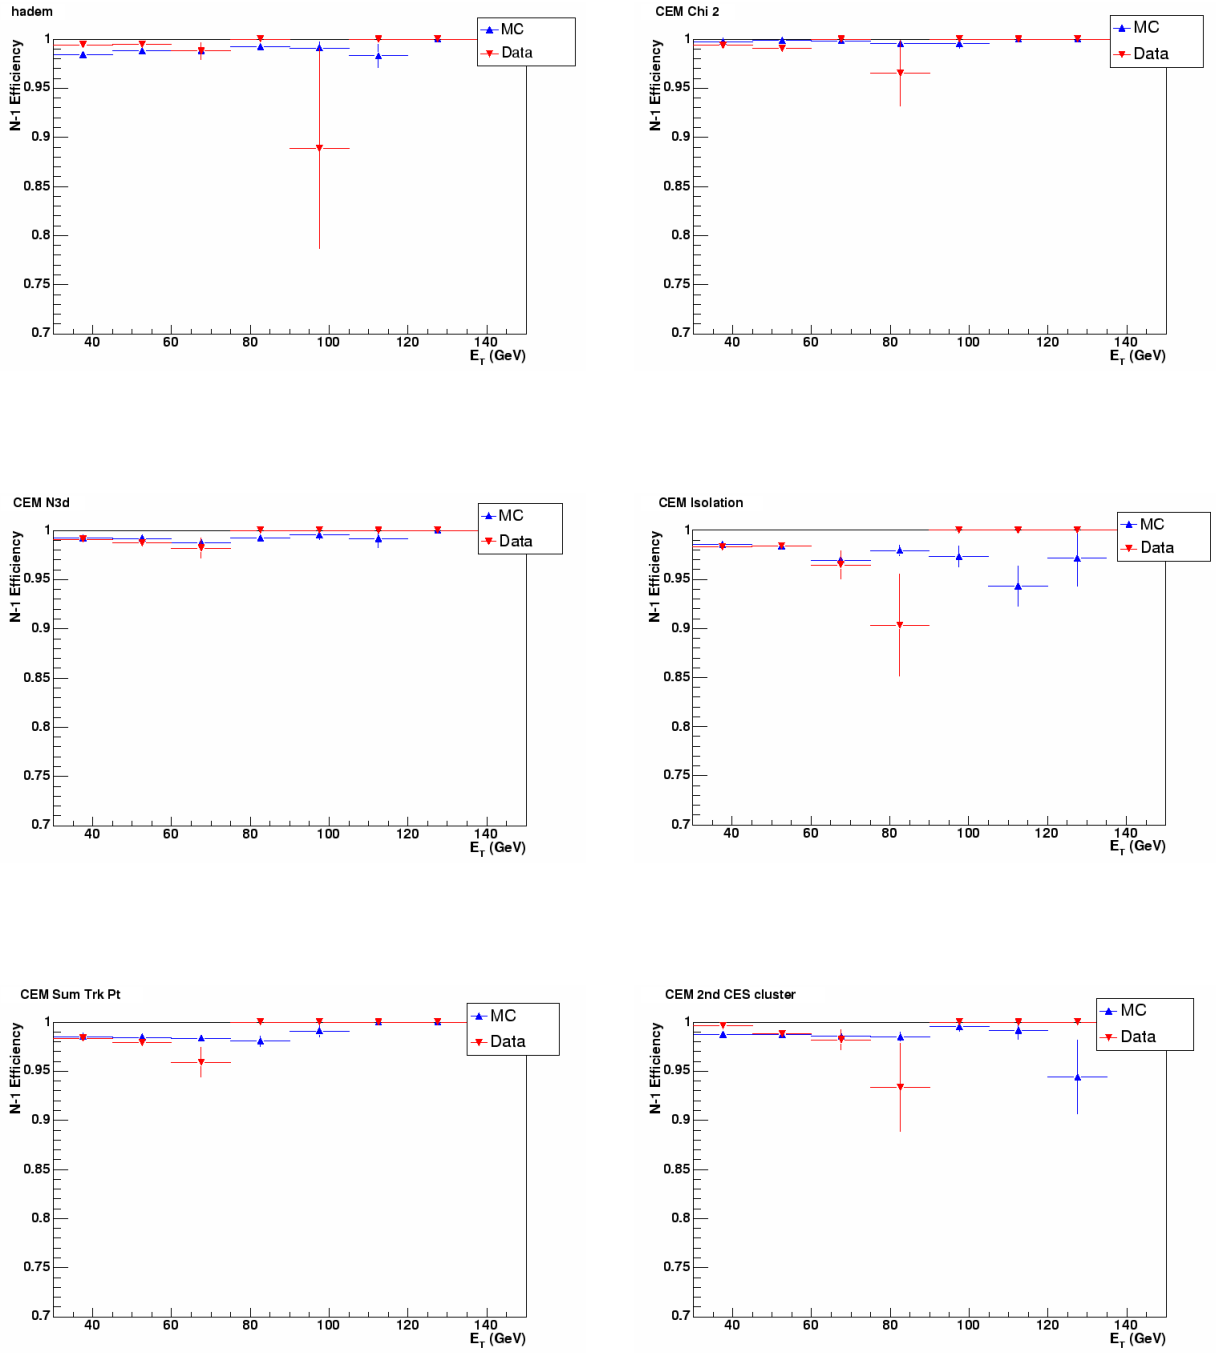 hadem
N-1 Efficiency
1
0.95
0.9
0.85
0.8
0.75
0.7
40 60 80 100 120 140
E_T (GeV)
MC
Data
CEM Chi 2
N-1 Efficiency
1
0.95
0.9
0.85
0.8
0.75
0.7
40 60 80 100 120 140
E_T (GeV)
MC
Data
CEM N3d
N-1 Efficiency
1
0.95
0.9
0.85
0.8
0.75
0.7
40 60 80 100 120 140
E_T (GeV)
MC
Data
CEM Isolation
N-1 Efficiency
1
0.95
0.9
0.85
0.8
0.75
0.7
40 60 80 100 120 140
E_T (GeV)
MC
Data
CEM Sum Trk Pt
N-1 Efficiency
1
0.95
0.9
0.85
0.8
0.75
0.7
40 60 80 100 120 140
E_T (GeV)
MC
Data
CEM 2nd CES cluster
N-1 Efficiency
1
0.95
0.9
0.85
0.8
0.75
0.7
40 60 80 100 120 140
E_T (GeV)
MC
Data